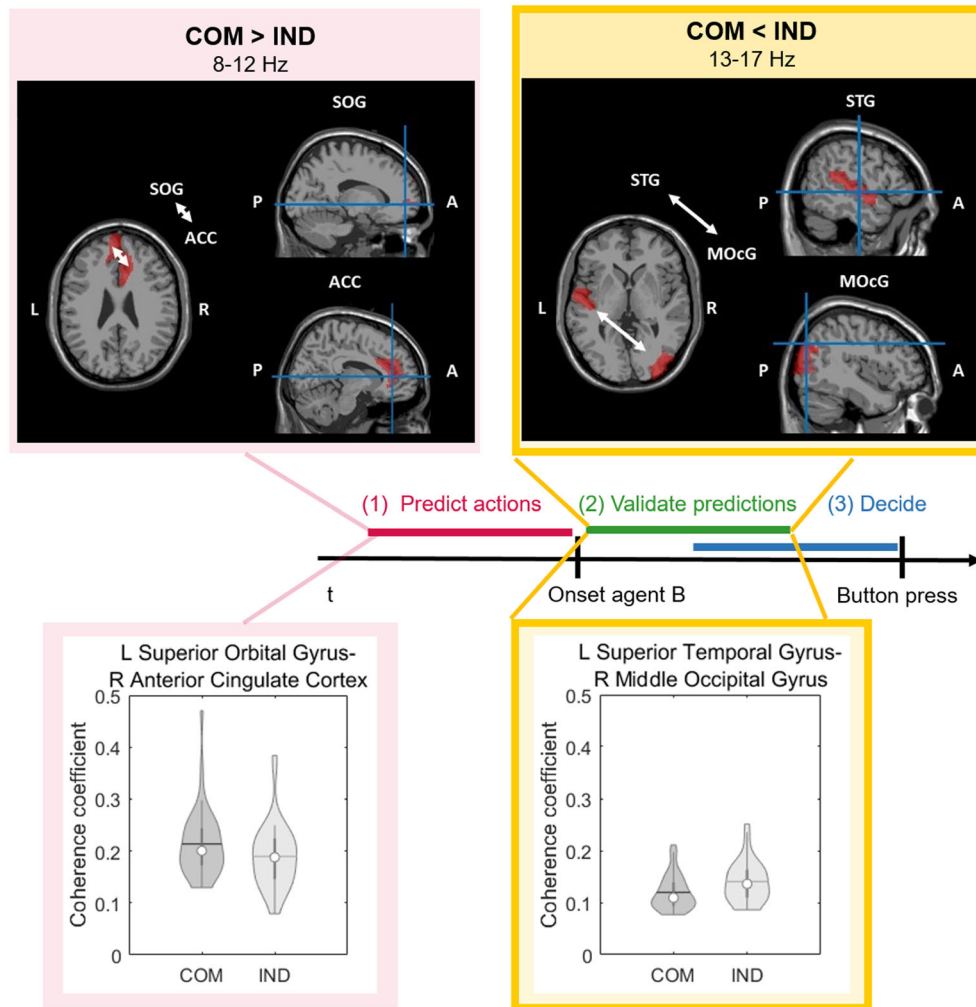 COM > IND
8-12 Hz
SOG
SOG
ACC
P
A
L
R
ACC
P
A
COM < IND
13-17 Hz
STG
STG
MOcG
P
A
L
R
MOcG
P
A
(1) Predict actions
(2) Validate predictions
(3) Decide
t
Onset agent B
Button press
L Superior Orbital Gyrus-
R Anterior Cingulate Cortex
Coherence coefficient
0.5
0.4
0.3
0.2
0.1
0
COM
IND
L Superior Temporal Gyrus-
R Middle Occipital Gyrus
Coherence coefficient
0.5
0.4
0.3
0.2
0.1
0
COM
IND